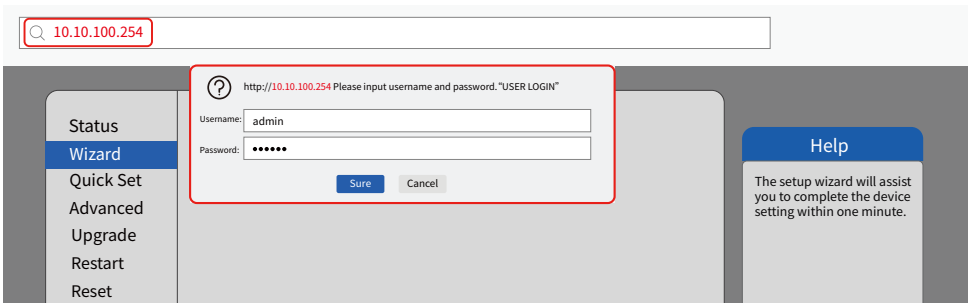 10.10.100.254
http://10.10.100.254 Please input username and password. “USER LOGIN”
Username: admin
Password: ••••••
Sure Cancel
Status
Wizard
Quick Set
Advanced
Upgrade
Restart
Reset
Help
The setup wizard will assist
you to complete the device
setting within one minute.